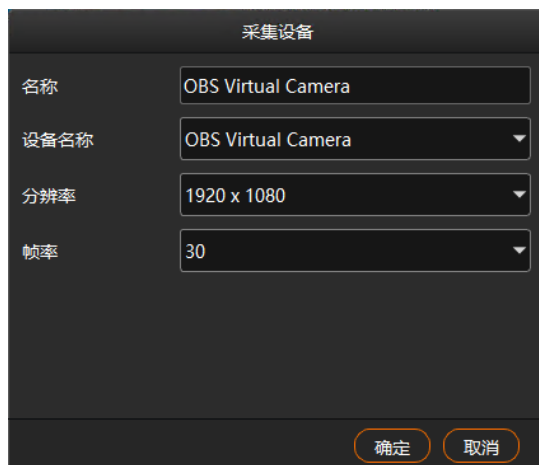 采集设备
名称 OBS Virtual Camera
设备名称 OBS Virtual Camera
分辨率 1920 x 1080
帧率 30
确定 取消